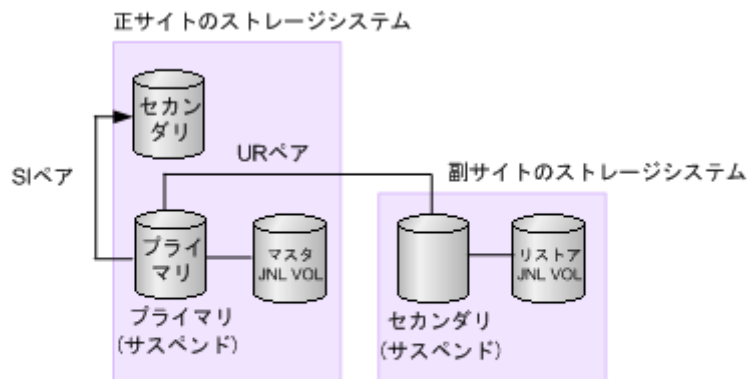 正サイトのストレージシステム
セカン
ダリ
URペア
SIペア
副サイトのストレージシステム
プライ
マリ
マスタ
JNL VOL
リストア
JNL VOL
プライマリ
(サスペンド)
セカンダリ
(サスペンド)